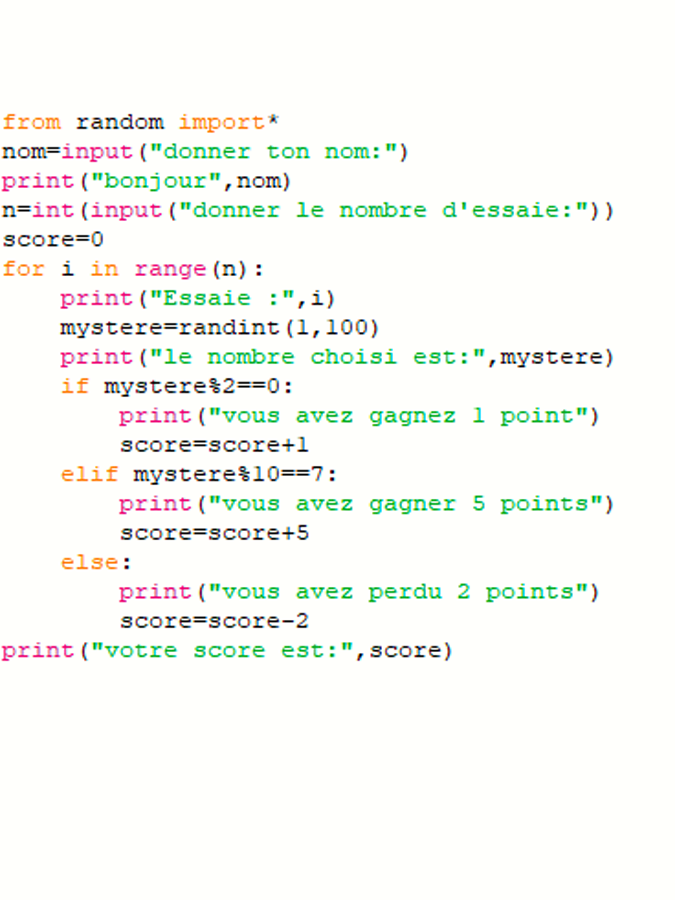 from random import*
nom=input("donner ton nom:")
print("bonjour",nom)
n=int(input("donner le nombre d'essaie:"))
score=0
for i in range(n):
    print("Essaie :",i)
    mystere=randint(1,100)
    print("le nombre choisi est:",mystere)
    if mystere%2==0:
        print("vous avez gagnez 1 point")
        score=score+1
    elif mystere%10==7:
        print("vous avez gagner 5 points")
        score=score+5
    else:
        print("vous avez perdu 2 points")
        score=score-2
print("votre score est:",score)